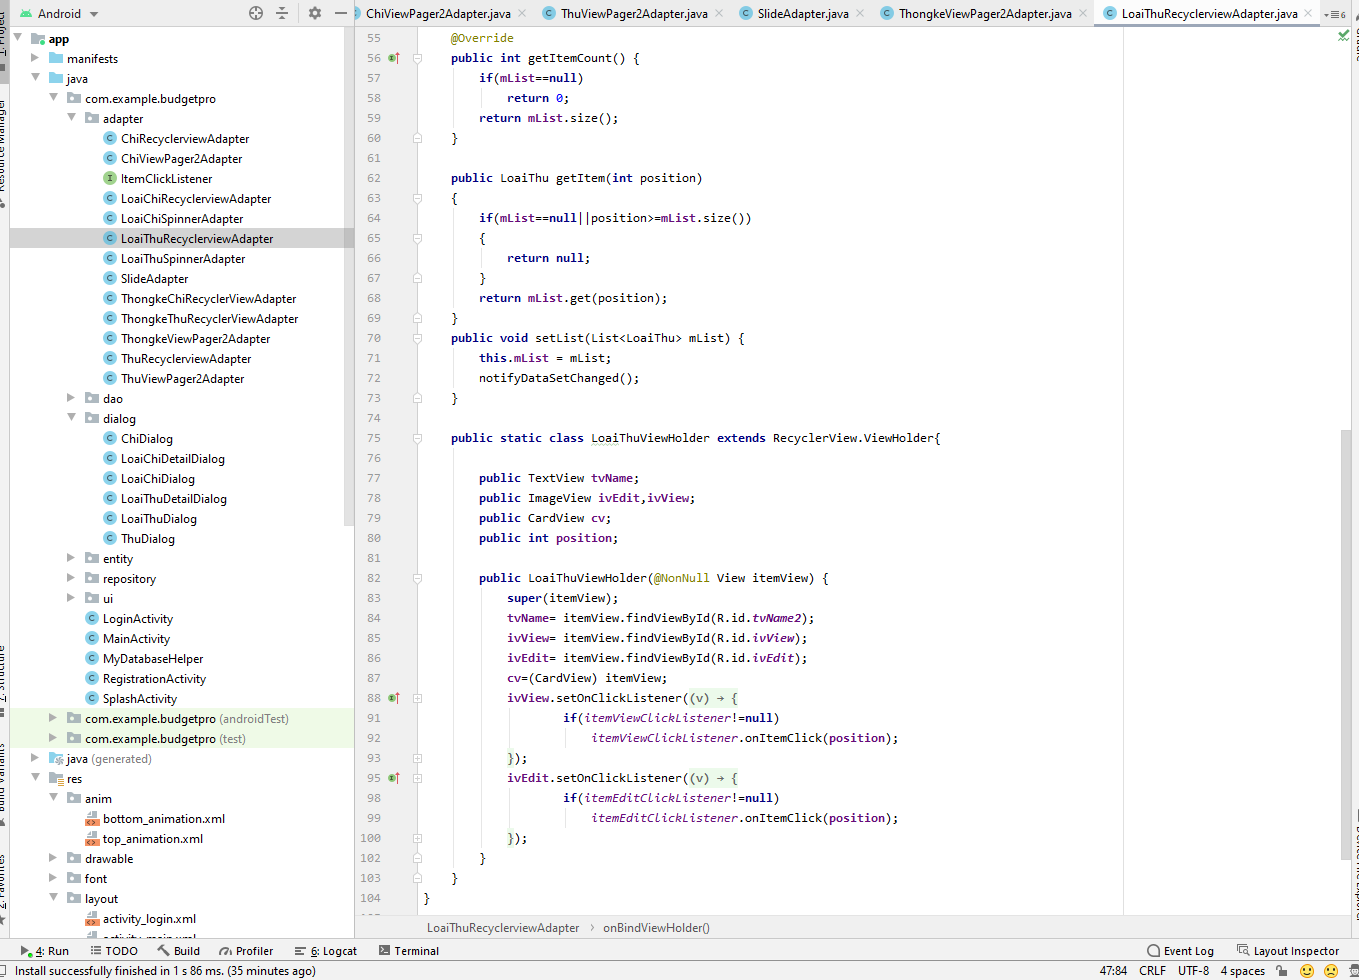 Android
ChiViewPager2Adapter.java
ThuViewPager2Adapter.java
SlideAdapter.java
ThongkeViewPager2Adapter.java
LoaiThuRecyclerviewAdapter.java
6
app
manifests
java
com.example.budgetpro
adapter
ChiRecyclerviewAdapter
ChiViewPager2Adapter
ItemClickListener
LoaiChiRecyclerviewAdapter
LoaiChiSpinnerAdapter
LoaiThuRecyclerviewAdapter
LoaiThuSpinnerAdapter
SlideAdapter
ThongkeChiRecyclerViewAdapter
ThongkeThuRecyclerViewAdapter
ThongkeViewPager2Adapter
ThuRecyclerviewAdapter
ThuViewPager2Adapter
dao
dialog
ChiDialog
LoaiChiDetailDialog
LoaiChiDialog
LoaiThuDetailDialog
LoaiThuDialog
ThuDialog
entity
repository
ui
LoginActivity
MainActivity
MyDatabaseHelper
RegistrationActivity
SplashActivity
com.example.budgetpro (androidTest)
com.example.budgetpro (test)
java (generated)
res
anim
bottom_animation.xml
top_animation.xml
drawable
font
layout
activity_login.xml
55 @Override
56 public int getItemCount() {
57 if(mList==null)
58 return 0;
59 return mList.size();
60 }
61
62 public LoaiThu getItem(int position)
63 {
64 if(mList==null||position>=mList.size())
65 {
66 return null;
67 }
68 return mList.get(position);
69 }
70 public void setList(List<LoaiThu> mList) {
71 this.mList = mList;
72 notifyDataSetChanged();
73 }
74
75 public static class LoaiThuViewHolder extends RecyclerView.ViewHolder{
76
77 public TextView tvName;
78 public ImageView ivEdit,ivView;
79 public CardView cv;
80 public int position;
81
82 public LoaiThuViewHolder(@NonNull View itemView) {
83 super(itemView);
84 tvName= itemView.findViewById(R.id.tvName2);
85 ivView= itemView.findViewById(R.id.ivView);
86 ivEdit= itemView.findViewById(R.id.ivEdit);
87 cv=(CardView) itemView;
88 ivView.setOnClickListener((v) → {
91 if(itemViewClickListener!=null)
92 itemViewClickListener.onItemClick(position);
93 });
95 ivEdit.setOnClickListener((v) → {
98 if(itemEditClickListener!=null)
99 itemEditClickListener.onItemClick(position);
100 });
102 }
103 }
104 }
LoaiThuRecyclerviewAdapter › onBindViewHolder()
4: Run
TODO
Build
Profiler
6: Logcat
Terminal
Event Log
Layout Inspector
Install successfully finished in 1 s 86 ms. (35 minutes ago)
47:84 CRLF UTF-8 4 spaces